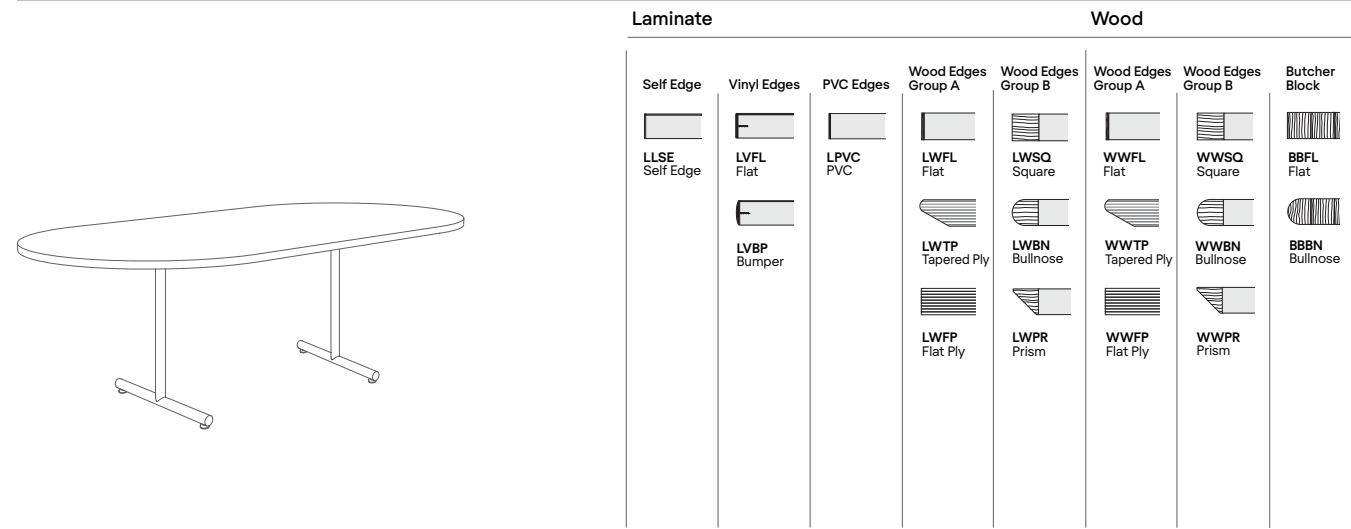 Laminate
Wood
Self Edge
LLSE
Self Edge
Vinyl Edges
LVFL
Flat
LVBP
Bumper
PVC Edges
LPVC
PVC
Wood Edges
Group A
LWFL
Flat
LWTP
Tapered Ply
LWFP
Flat Ply
Wood Edges
Group B
LWSQ
Square
LWBN
Bullnose
LWPR
Prism
Wood Edges
Group A
WWFL
Flat
WWTP
Tapered Ply
WWFP
Flat Ply
Wood Edges
Group B
WWSQ
Square
WWBN
Bullnose
WWPR
Prism
Butcher
Block
BBFL
Flat
BBBN
Bullnose